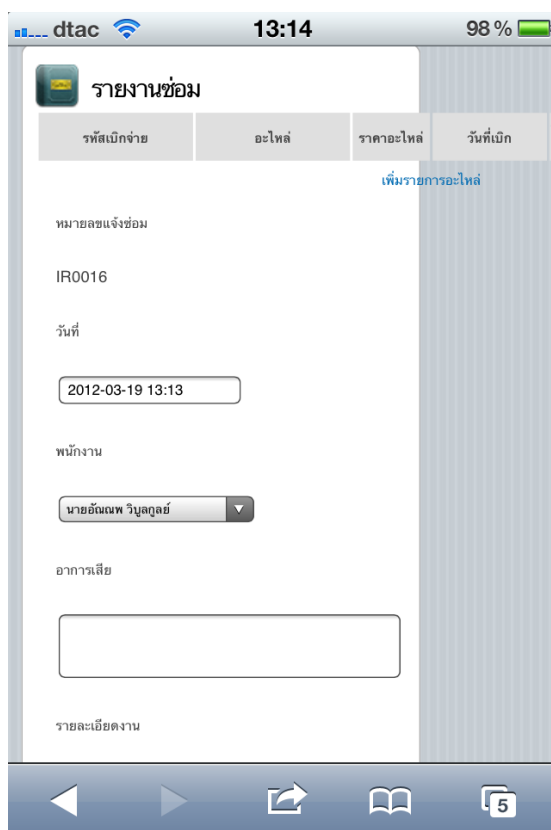 dtac 13:14 98 %
รายงานซ่อม
รหัสเบิกจ่าย อะไหล่ ราคาอะไหล่ วันที่เบิก
เพิ่มรายการอะไหล่
หมายลขแจ้งซ่อม
IR0016
วันที่
2012-03-19 13:13
พนักงาน
นายอัณณพ วิบูลกูลย์
อาการเสีย
รายละเอียดงาน
5